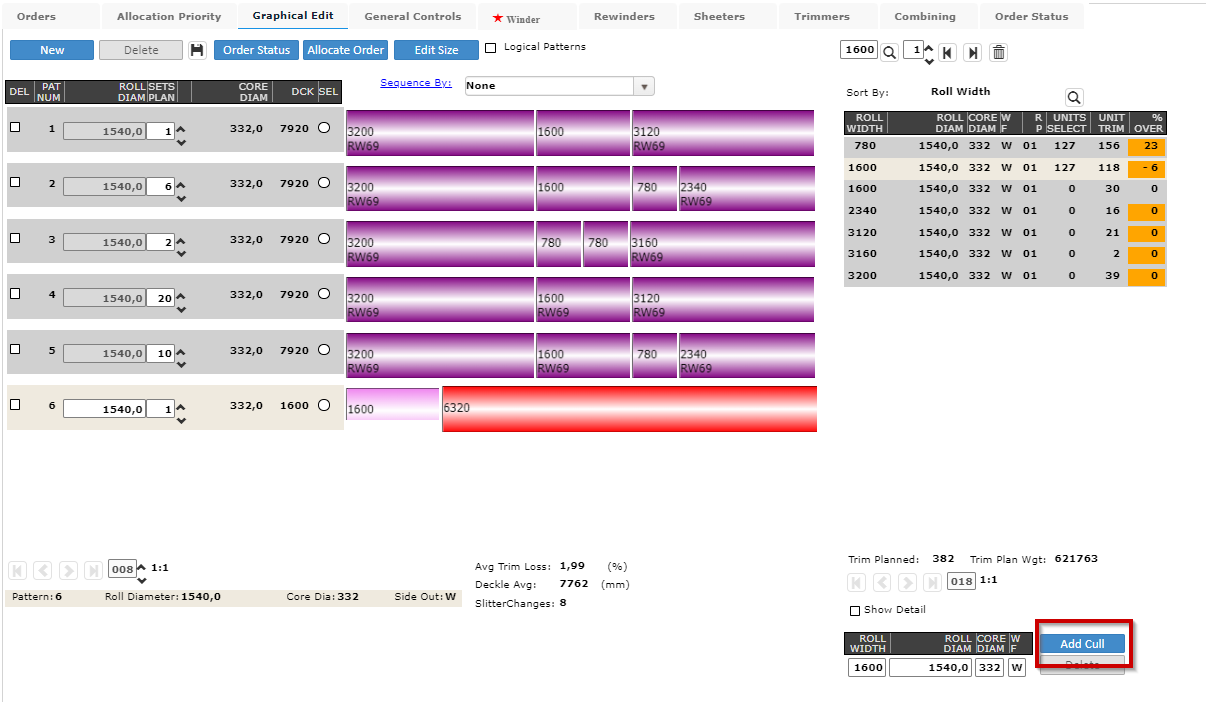 Orders Allocation Priority Graphical Edit General Controls Winder Rewinders Sheeters Trimmers Combining Order Status
New Delete Order Status Allocate Order Edit Size Logical Patterns 1600 1
Sequence By: None
Sort By: Roll Width
DEL PAT NUM ROLL DIAM SETS PLAN CORE DIAM DCK SEL
1 1540,0 1 332,0 7920
3200 1600 3120
RW69 RW69
2 1540,0 6 332,0 7920
3200 1600 780 2340
RW69 RW69
3 1540,0 2 332,0 7920
3200 780 780 3160
RW69 RW69
4 1540,0 20 332,0 7920
3200 1600 3120
RW69 RW69 RW69
5 1540,0 10 332,0 7920
3200 1600 780 2340
RW69 RW69 RW69
6 1540,0 1 332,0 1600
1600 6320
ROLL WIDTH ROLL DIAM CORE DIAM W F R P UNITS SELECT UNIT TRIM % OVER
780 1540,0 332 W 01 127 156 23
1600 1540,0 332 W 01 127 118 - 6
1600 1540,0 332 W 01 0 30 0
2340 1540,0 332 W 01 0 16 0
3120 1540,0 332 W 01 0 21 0
3160 1540,0 332 W 01 0 2 0
3200 1540,0 332 W 01 0 39 0
008 1:1
Pattern: 6 Roll Diameter: 1540,0 Core Dia: 332 Side Out: W
Avg Trim Loss: 1,99 (%)
Deckle Avg: 7762 (mm)
SlitterChanges: 8
Trim Planned: 382 Trim Plan Wgt: 621763
018 1:1
Show Detail
ROLL WIDTH ROLL DIAM CORE DIAM W F
1600 1540,0 332 W
Add Cull
Delete